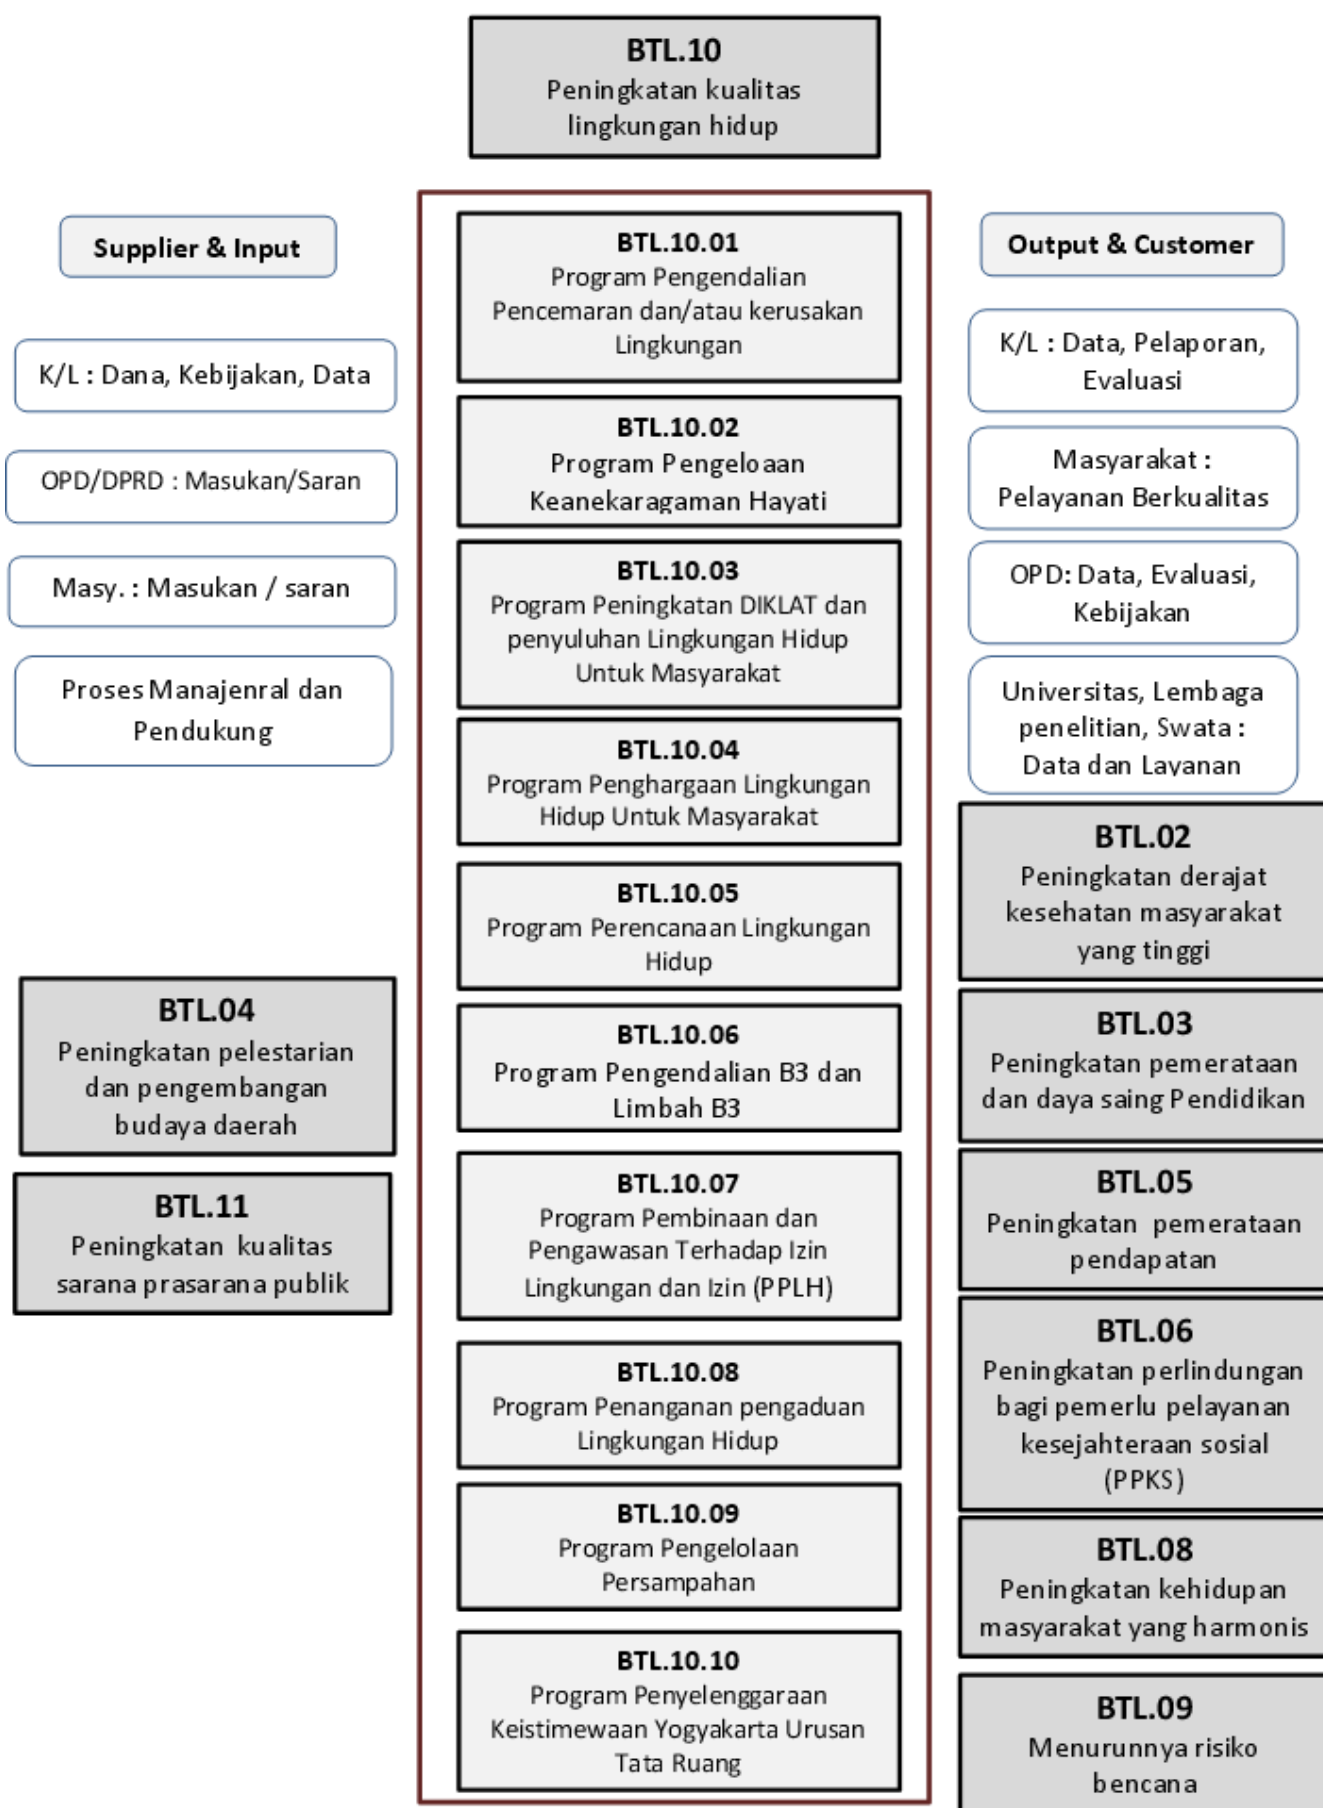 BTL.10
Peningkatan kualitas
lingkungan hidup
Supplier & Input
K/L : Dana, Kebijakan, Data
OPD/DPRD : Masukan/Saran
Masy. : Masukan / saran
Proses Manajenral dan
Pendukung
BTL.04
Peningkatan pelestarian
dan pengembangan
budaya daerah
BTL.11
Peningkatan kualitas
sarana prasarana publik
BTL.10.01
Program Pengendalian
Pencemaran dan/atau kerusakan
Lingkungan
BTL.10.02
Program Pengeloaan
Keanekaragaman Hayati
BTL.10.03
Program Peningkatan DIKLAT dan
penyuluhan Lingkungan Hidup
Untuk Masyarakat
BTL.10.04
Program Penghargaan Lingkungan
Hidup Untuk Masyarakat
BTL.10.05
Program Perencanaan Lingkungan
Hidup
BTL.10.06
Program Pengendalian B3 dan
Limbah B3
BTL.10.07
Program Pembinaan dan
Pengawasan Terhadap Izin
Lingkungan dan Izin (PPLH)
BTL.10.08
Program Penanganan pengaduan
Lingkungan Hidup
BTL.10.09
Program Pengelolaan
Persampahan
BTL.10.10
Program Penyelenggaraan
Keistimewaan Yogyakarta Urusan
Tata Ruang
Output & Customer
K/L : Data, Pelaporan,
Evaluasi
Masyarakat :
Pelayanan Berkualitas
OPD: Data, Evaluasi,
Kebijakan
Universitas, Lembaga
penelitian, Swata :
Data dan Layanan
BTL.02
Peningkatan derajat
kesehatan masyarakat
yang tinggi
BTL.03
Peningkatan pemerataan
dan daya saing Pendidikan
BTL.05
Peningkatan pemerataan
pendapatan
BTL.06
Peningkatan perlindungan
bagi pemerlu pelayanan
kesejahteraan sosial
(PPKS)
BTL.08
Peningkatan kehidupan
masyarakat yang harmonis
BTL.09
Menurunnya risiko
bencana